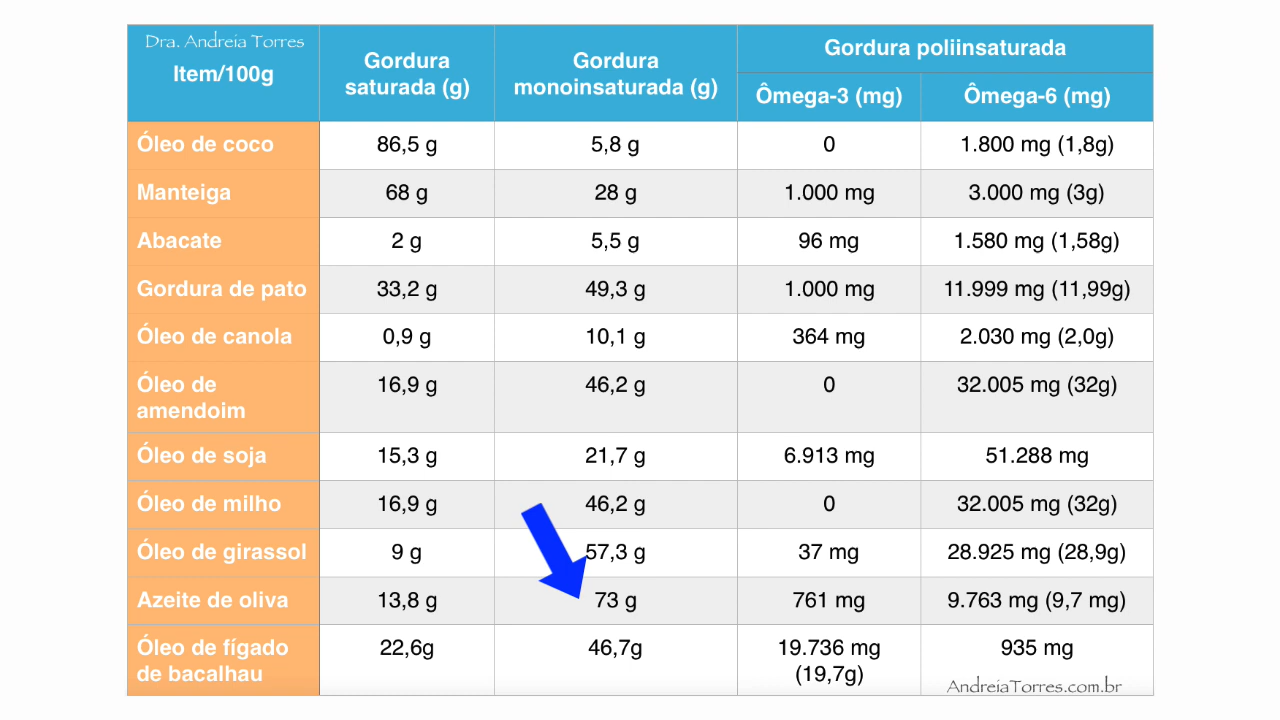 Dra. Andreia Torres
Item/100g
Gordura saturada (g)
Gordura monoinsaturada (g)
Gordura poliinsaturada
Ômega-3 (mg)
Ômega-6 (mg)
Óleo de coco 86,5 g 5,8 g 0 1.800 mg (1,8g)
Manteiga 68 g 28 g 1.000 mg 3.000 mg (3g)
Abacate 2 g 5,5 g 96 mg 1.580 mg (1,58g)
Gordura de pato 33,2 g 49,3 g 1.000 mg 11.999 mg (11,99g)
Óleo de canola 0,9 g 10,1 g 364 mg 2.030 mg (2,0g)
Óleo de amendoim 16,9 g 46,2 g 0 32.005 mg (32g)
Óleo de soja 15,3 g 21,7 g 6.913 mg 51.288 mg
Óleo de milho 16,9 g 46,2 g 0 32.005 mg (32g)
Óleo de girassol 9 g 57,3 g 37 mg 28.925 mg (28,9g)
Azeite de oliva 13,8 g 73 g 761 mg 9.763 mg (9,7 mg)
Óleo de fígado de bacalhau 22,6g 46,7g 19.736 mg (19,7g) 935 mg
AndreiaTorres.com.br